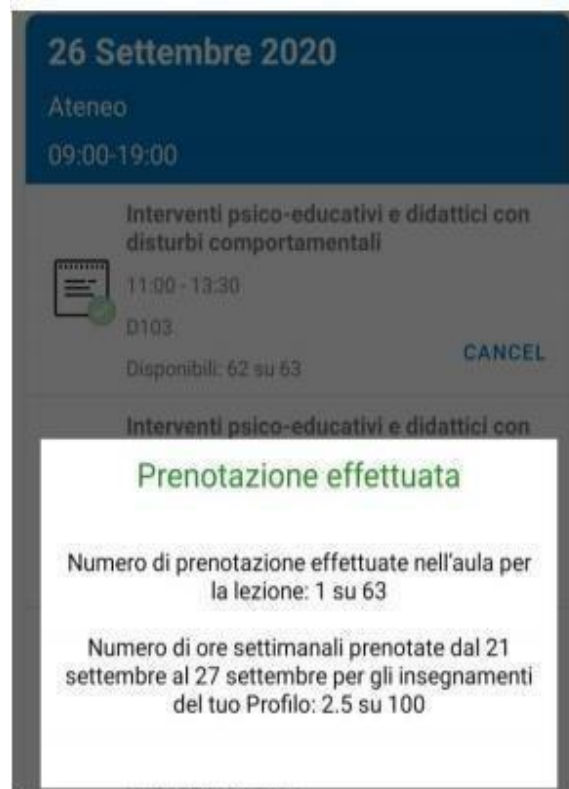 26 Settembre 2020
Ateneo
09:00-19:00
Interventi psico-educativi e didattici con
disturbi comportamentali
11:00 - 13:30
D103
Disponibili: 62 su 63
CANCEL
Interventi psico-educativi e didattici con
Prenotazione effettuata
Numero di prenotazione effettuate nell'aula per
la lezione: 1 su 63
Numero di ore settimanali prenotate dal 21
settembre al 27 settembre per gli insegnamenti
del tuo Profilo: 2.5 su 100